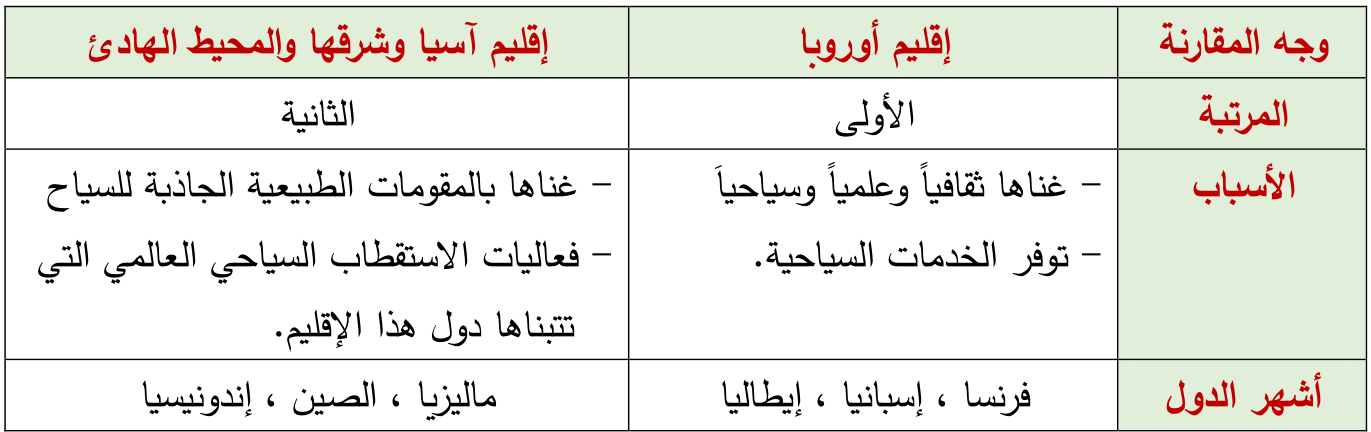 وجه المقارنة
إقليم أوروبا
إقليم آسيا وشرقها والمحيط الهادئ
المرتبة
الأولى
الثانية
الأسباب
- غناها ثقافياً وعلمياً وسياحياَ
- توفر الخدمات السياحية.
- غناها بالمقومات الطبيعية الجاذبة للسياح
- فعاليات الاستقطاب السياحي العالمي التي
تتبناها دول هذا الإقليم.
أشهر الدول
فرنسا ، إسبانيا ، إيطاليا
ماليزيا ، الصين ، إندونيسيا